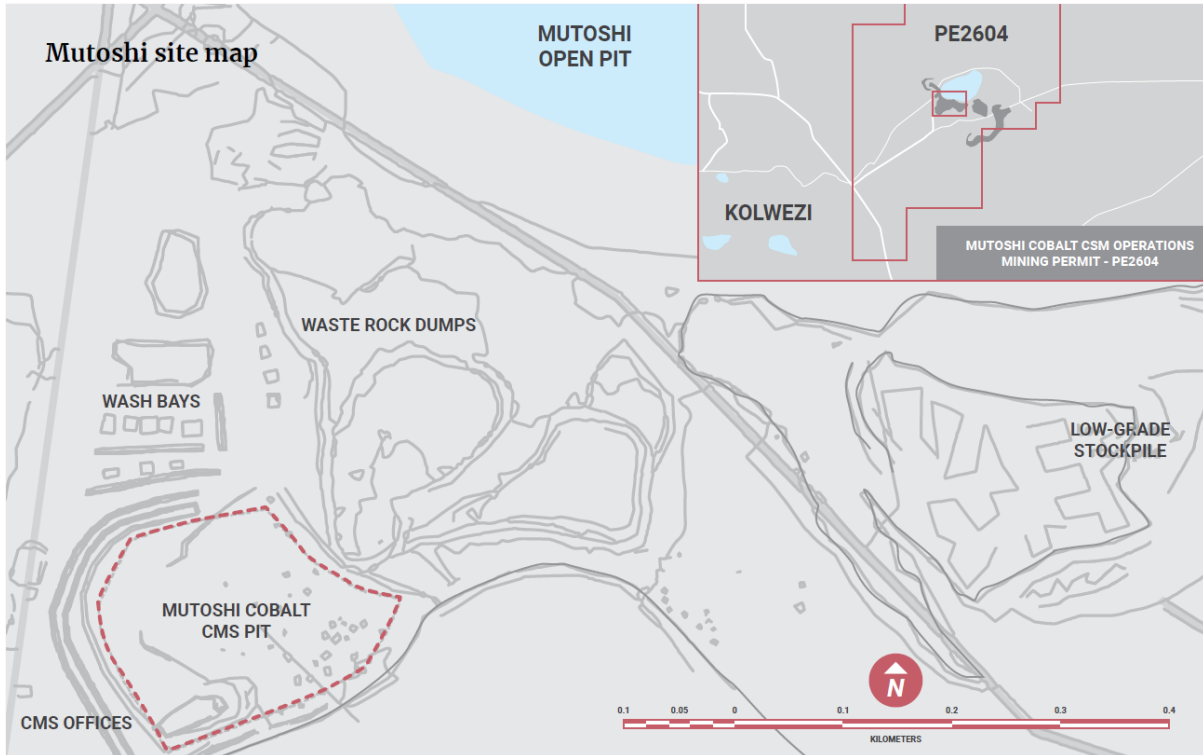 Mutoshi site map
MUTOSHI
OPEN PIT
PE2604
KOLWEZI
MUTOSHI COBALT CSM OPERATIONS
MINING PERMIT - PE2604
WASTE ROCK DUMPS
WASH BAYS
LOW-GRADE
STOCKPILE
MUTOSHI COBALT
CMS PIT
CMS OFFICES
N
0.1 0.05 0 0.1 0.2 0.3 0.4
KILOMETERS